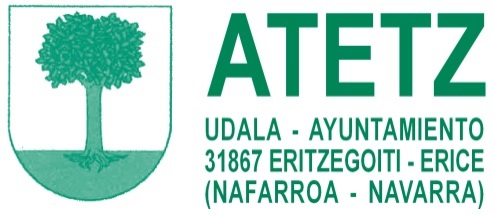 ATETZ
UDALA - AYUNTAMIENTO
31867 ERITZEGOITI - ERICE
(NAFARROA - NAVARRA)